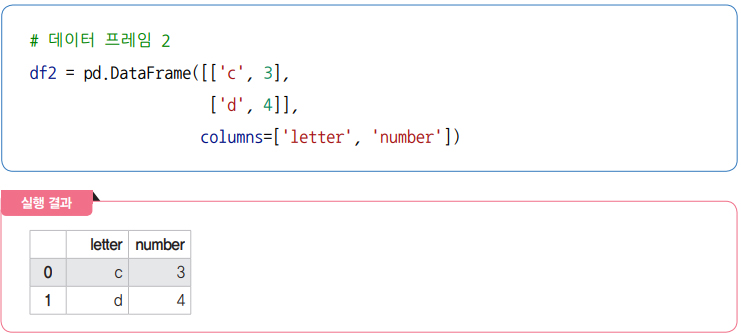 # 데이터 프레임 2
df2 = pd.DataFrame([['c', 3],
['d', 4]],
columns=['letter', 'number'])
실행 결과
letter number
0 c 3
1 d 4